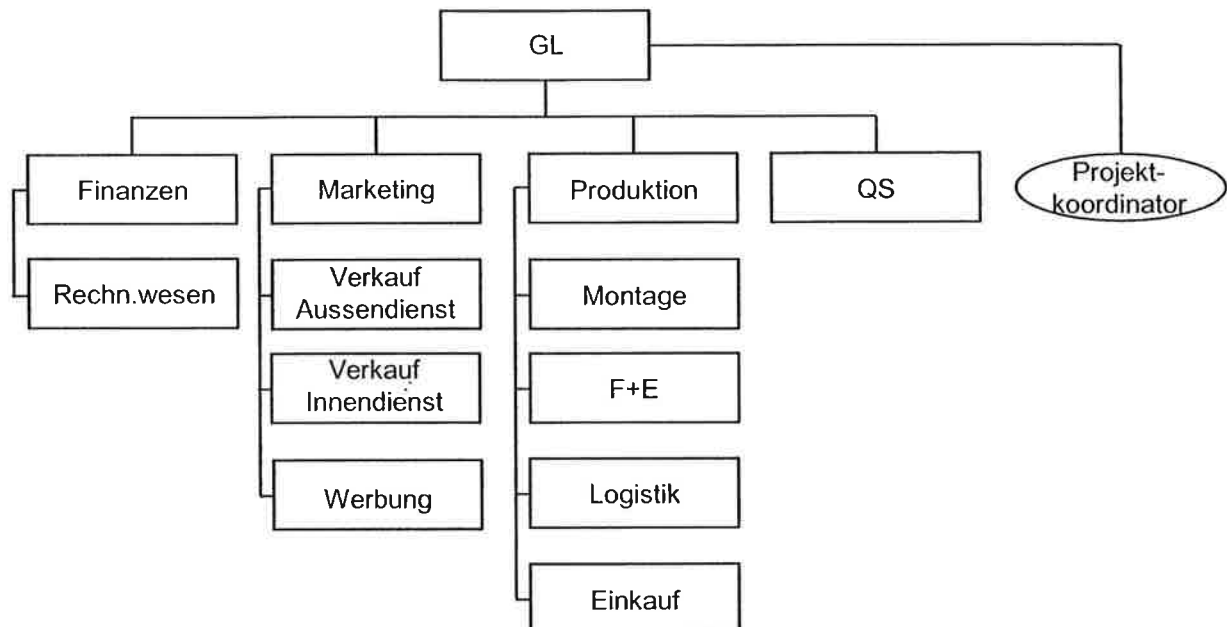 GL
Finanzen
Marketing
Produktion
QS
Projekt-
koordinator
Rechn.wesen
Verkauf
Aussendienst
Montage
Verkauf
Innendienst
F+E
Werbung
Logistik
Einkauf